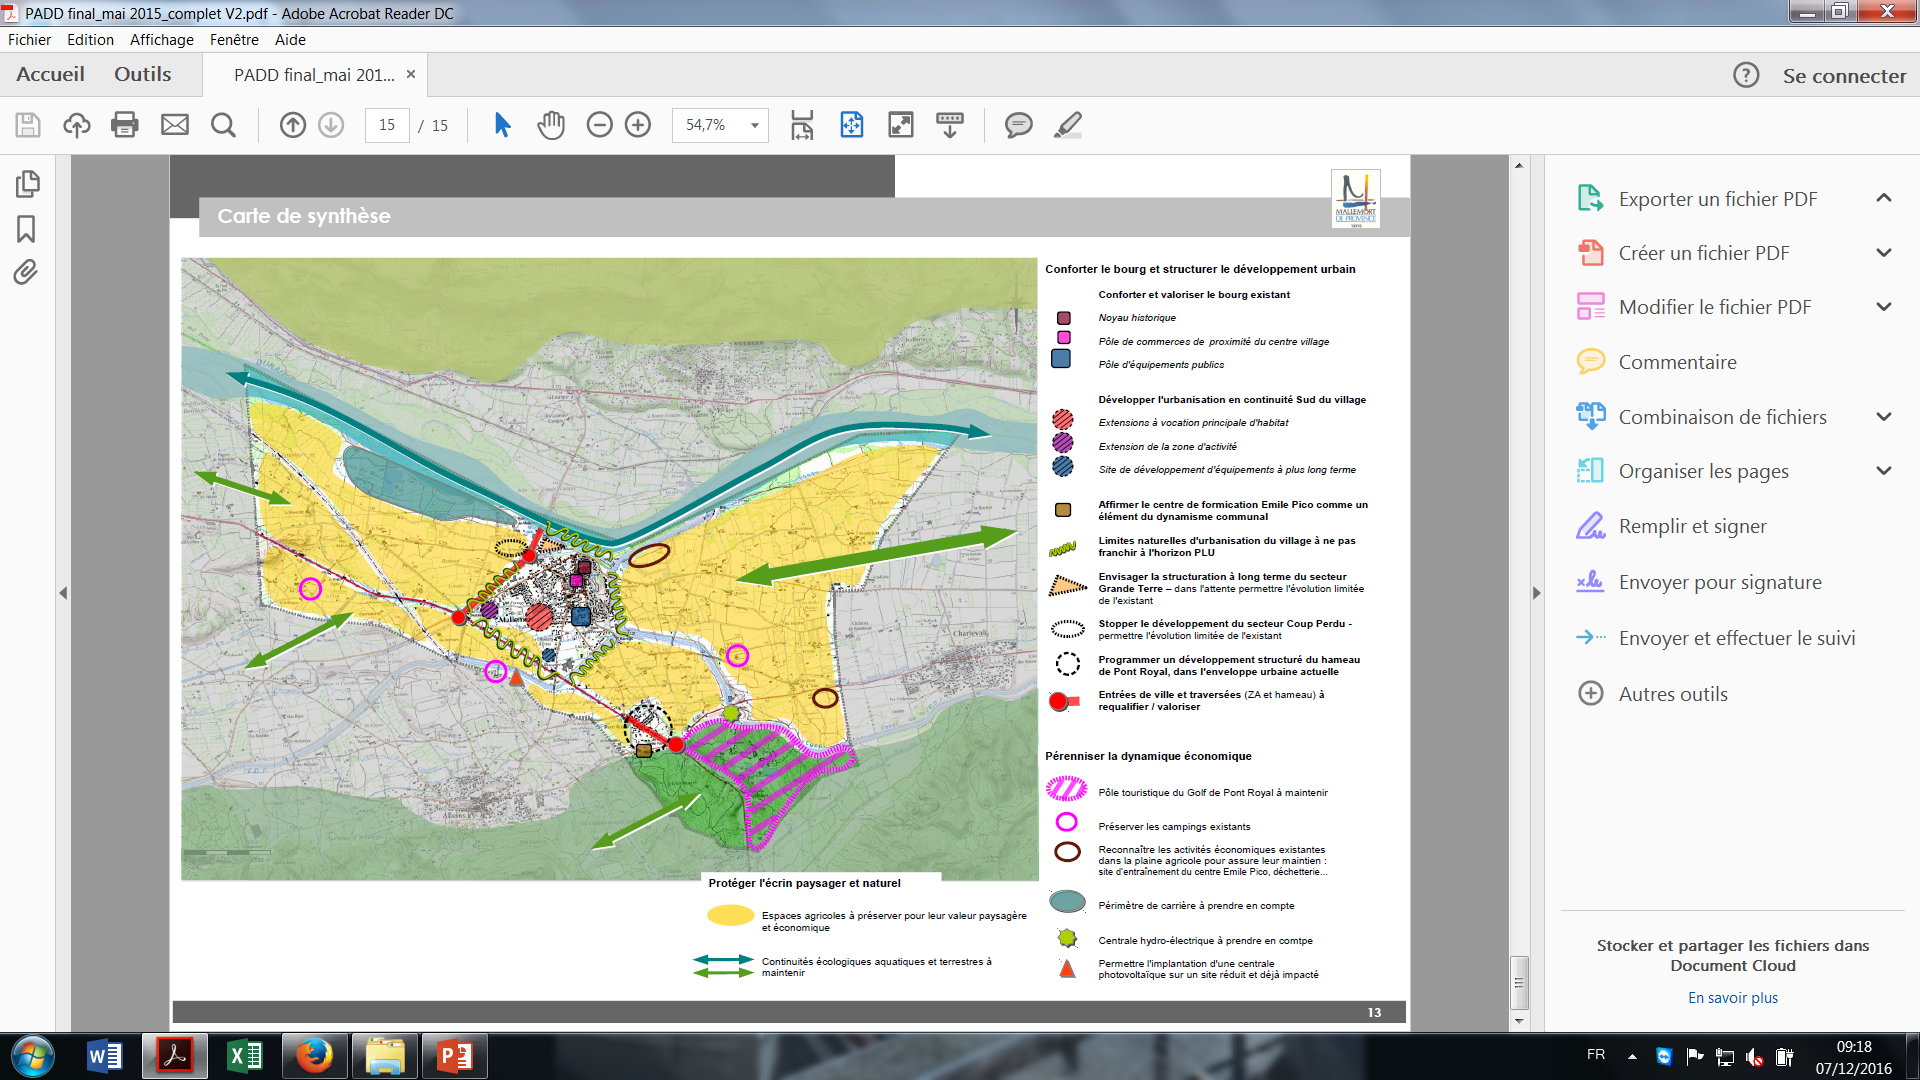 PADD final_mai 2015_complet V2.pdf - Adobe Acrobat Reader DC
Fichier Edition Affichage Fenêtre Aide
Accueil Outils PADD final_mai 201... × ? Se connecter
15 / 15 54,7%
Carte de synthèse
MALLEMORT
DE PROVENCE
Conforter le bourg et structurer le développement urbain
Conforter et valoriser le bourg existant
Noyau historique
Pôle de commerces de proximité du centre village
Pôle d'équipements publics
Développer l'urbanisation en continuité Sud du village
Extensions à vocation principale d'habitat
Extension de la zone d'activité
Site de développement d'équipements à plus long terme
Affirmer le centre de formication Emile Pico comme un
élément du dynamisme communal
Limites naturelles d'urbanisation du village à ne pas
franchir à l'horizon PLU
Envisager la structuration à long terme du secteur
Grande Terre – dans l'attente permettre l'évolution limitée
de l'existant
Stopper le développement du secteur Coup Perdu -
permettre l'évolution limitée de l'existant
Programmer un développement structuré du hameau
de Pont Royal, dans l'enveloppe urbaine actuelle
Entrées de ville et traversées (ZA et hameau) à
requalifier / valoriser
Pérenniser la dynamique économique
Pôle touristique du Golf de Pont Royal à maintenir
Préserver les campings existants
Reconnaître les activités économiques existantes
dans la plaine agricole pour assure leur maintien :
site d'entraînement du centre Emile Pico, déchetterie...
Périmètre de carrière à prendre en compte
Centrale hydro-électrique à prendre en comtpe
Permettre l'implantation d'une centrale
photovoltaïque sur un site réduit et déjà impacté
Charleval
Protéger l'écrin paysager et naturel
Espaces agricoles à préserver pour leur valeur paysagère
et économique
Continuités écologiques aquatiques et terrestres à
maintenir
13
Exporter un fichier PDF
Créer un fichier PDF
Modifier le fichier PDF
Commentaire
Combinaison de fichiers
Organiser les pages
Remplir et signer
Envoyer pour signature
Envoyer et effectuer le suivi
Autres outils
Stocker et partager les fichiers dans
Document Cloud
En savoir plus
FR
09:18
07/12/2016